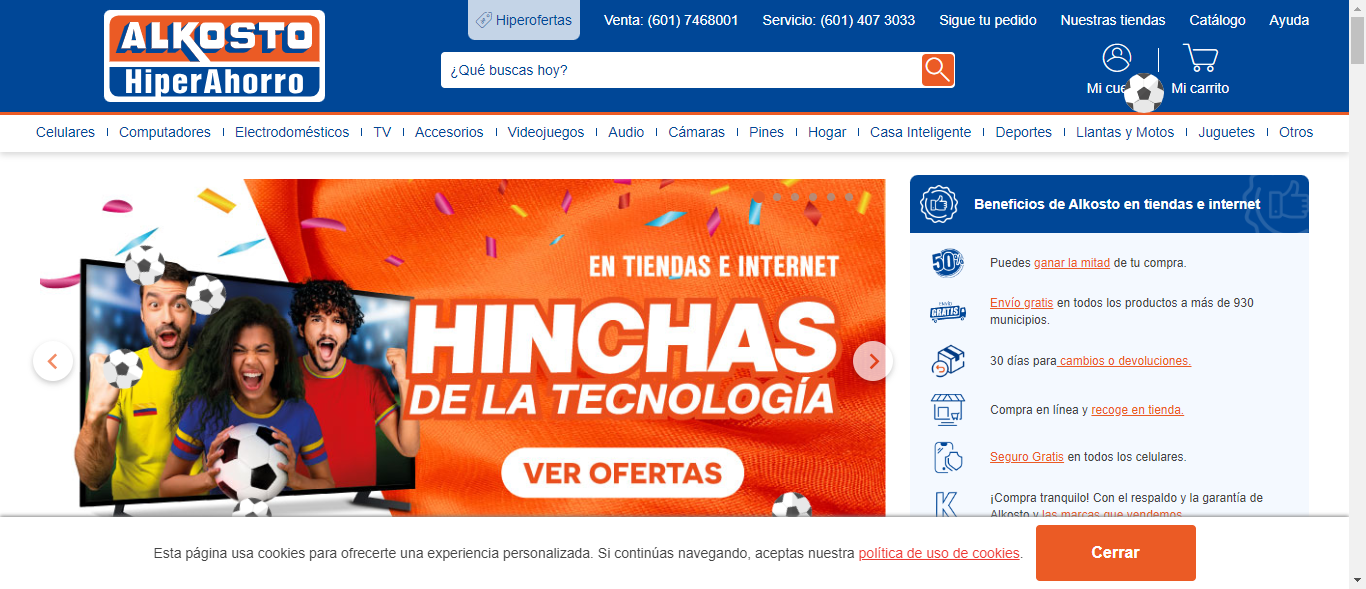 ALKOSTO
HiperAhorro
Hiperofertas
Venta: (601) 7468001
Servicio: (601) 407 3033
Sigue tu pedido
Nuestras tiendas
Catálogo
Ayuda
¿Qué buscas hoy?
Mi cue
Mi carrito
Celulares
Computadores
Electrodomésticos
TV
Accesorios
Videojuegos
Audio
Cámaras
Pines
Hogar
Casa Inteligente
Deportes
Llantas y Motos
Juguetes
Otros
EN TIENDAS E INTERNET
HINCHAS
DE LA TECNOLOGÍA
VER OFERTAS
Beneficios de Alkosto en tiendas e internet
50%
Puedes ganar la mitad de tu compra.
ENVÍO
GRATIS
Envío gratis en todos los productos a más de 930
municipios.
30 días para cambios o devoluciones.
Compra en línea y recoge en tienda.
Seguro Gratis en todos los celulares.
K
¡Compra tranquilo! Con el respaldo y la garantía de
Alkosto y las marcas que vendemos
Esta página usa cookies para ofrecerte una experiencia personalizada. Si continúas navegando, aceptas nuestra política de uso de cookies.
Cerrar